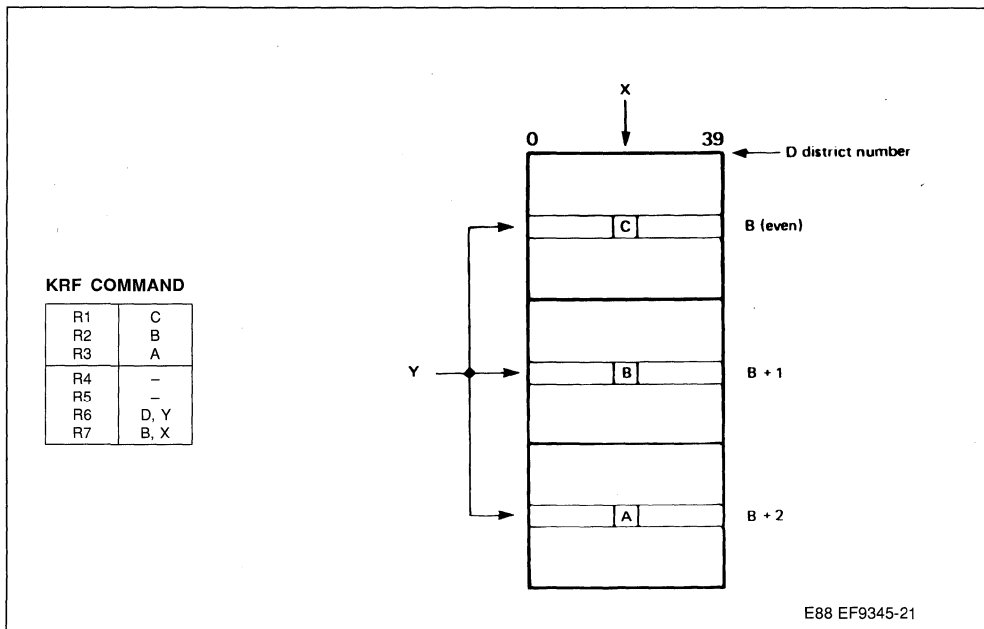 X
0 39
D district number
C B (even)
KRF COMMAND
R1 C
R2 B
R3 A
R4 –
R5 –
R6 D, Y
R7 B, X
Y B B + 1
A B + 2
E88 EF9345-21